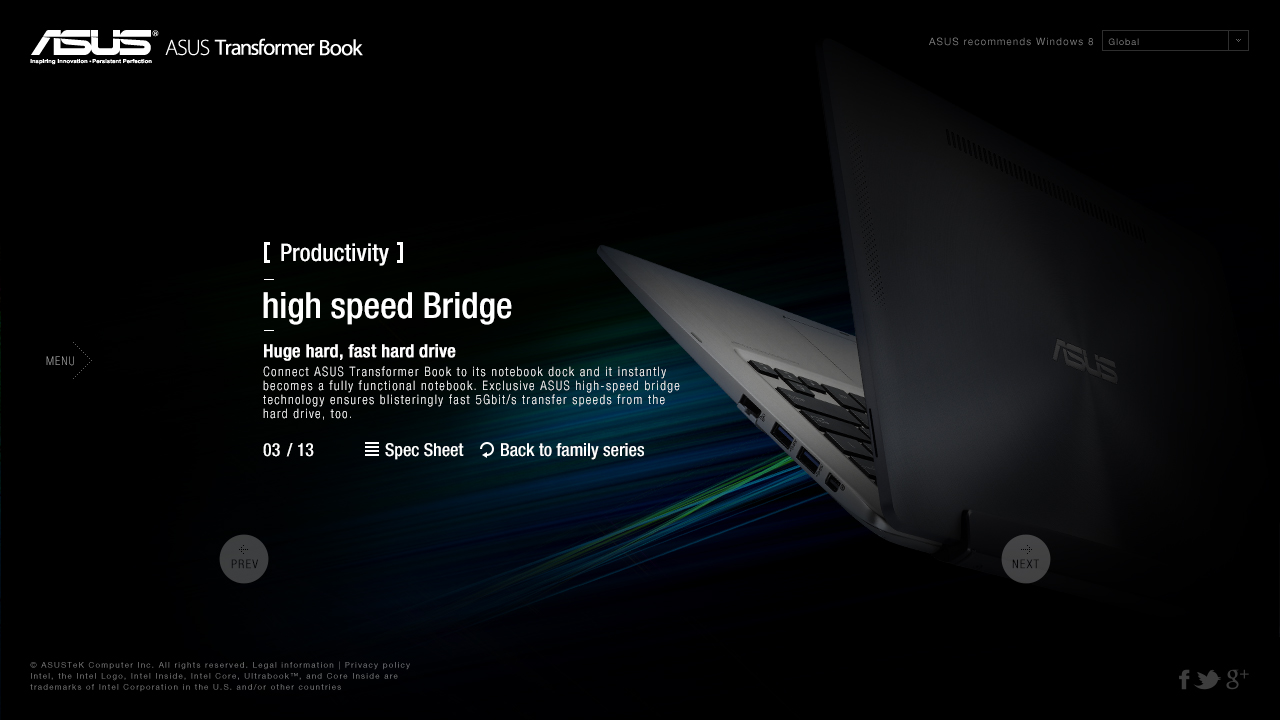 ASUS® ASUS Transformer Book
Inspiring Innovation • Persistent Perfection
ASUS recommends Windows 8 Global
[ Productivity ]
high speed Bridge
Huge hard, fast hard drive
Connect ASUS Transformer Book to its notebook dock and it instantly
becomes a fully functional notebook. Exclusive ASUS high-speed bridge
technology ensures blisteringly fast 5Gbit/s transfer speeds from the
hard drive, too.
MENU
03 / 13 Spec Sheet Back to family series
ASUS
PREV
NEXT
© ASUSTeK Computer Inc. All rights reserved. Legal information | Privacy policy
Intel, the Intel Logo, Intel Inside, Intel Core, Ultrabook™, and Core Inside are
trademarks of Intel Corporation in the U.S. and/or other countries
f g+